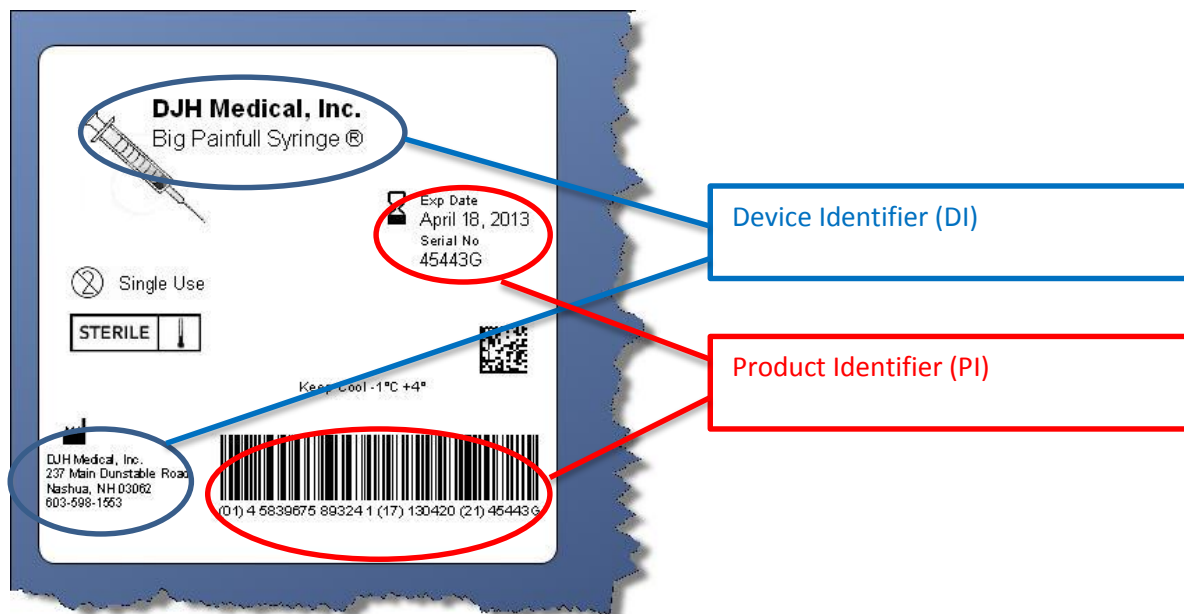 DJH Medical, Inc.
Big Painfull Syringe ®
Exp Date
April 18, 2013
Serial No
45443G
Device Identifier (DI)
2 Single Use
STERILE
Product Identifier (PI)
Keep Cool -1°C +4°
DJH Medical, Inc.
237 Main Dunstable Road
Nashua, NH 03062
603-598-1553
(01) 4 5839675 89324 1 (17) 130420 (21) 45443G